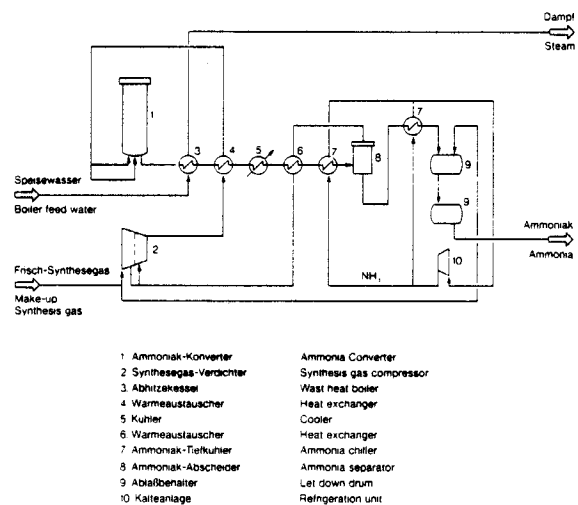 Dampf
Steam
1
7
3
4
5
6
7
8
9
9
Speisewasser
Boiler feed water
2
Ammoniak
Ammonia
10
NH₃
Frisch-Synthesegas
Make-up
Synthesis gas
1 Ammoniak-Konverter Ammonia Converter
2 Synthesegas-Verdichter Synthesis gas compressor
3. Abhitzekessel Wast heat boiler
4 Warmeaustauscher Heat exchanger
5 Kuhler Cooler
6. Warmeaustauscher Heat exchanger
7 Ammoniak-Tiefkuhler Ammonia chiller
8 Ammoniak-Abscheider Ammonia separator
9 Ablaßbehalter Let down drum
10 Kalteanlage Refrigeration unit